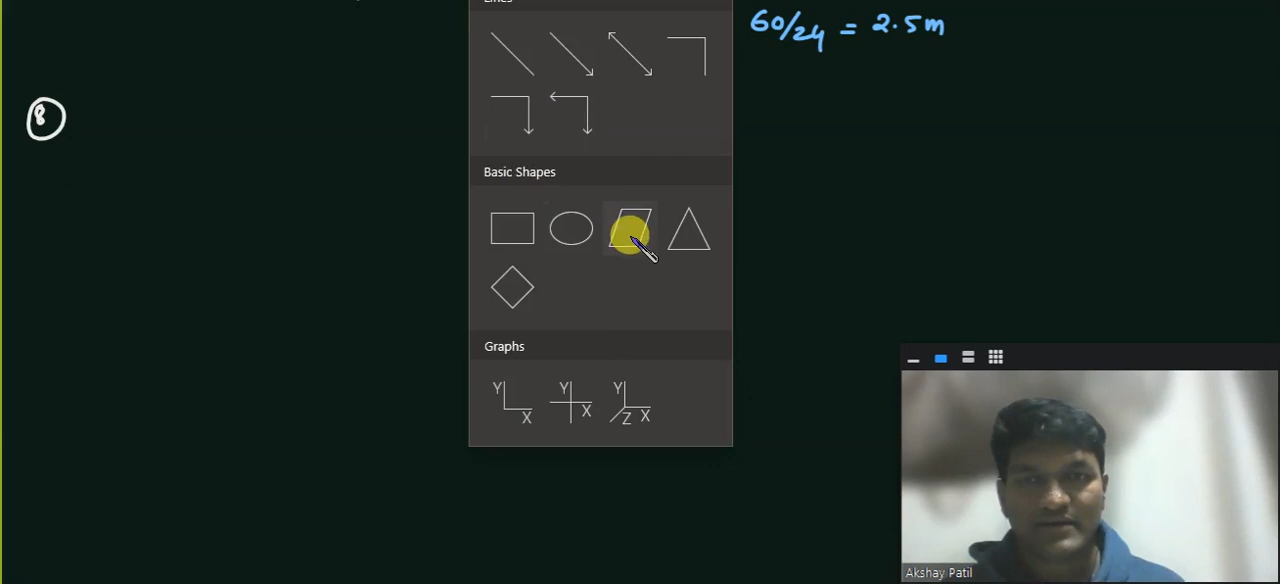 Lines
60/24 = 2.5m
8
Basic Shapes
Graphs
Y X
Y X
Y Z X
Akshay Patil